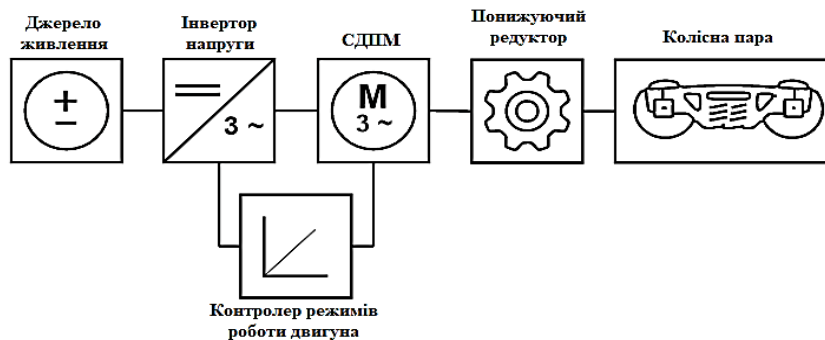 Джерело
живлення
Інвертор
напруги
СДПМ
Понижуючий
редуктор
Колісна пара
+
−
3 ~
М
3 ~
Контролер режимів
роботи двигуна